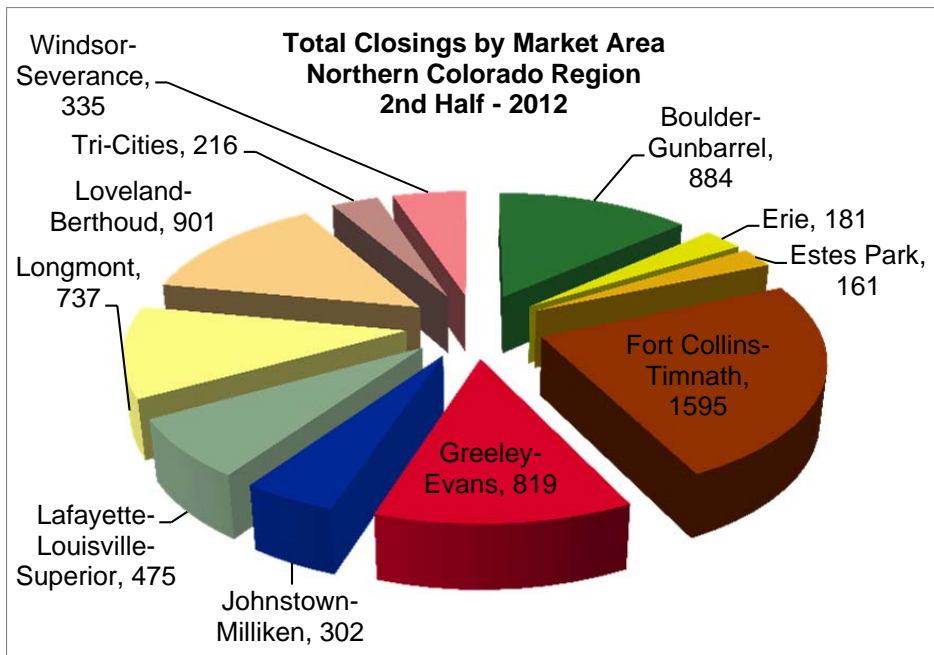 Total Closings by Market Area
Northern Colorado Region
2nd Half - 2012
Windsor-
Severance,
335
Tri-Cities, 216
Loveland-
Berthoud, 901
Longmont,
737
Lafayette-
Louisville-
Superior, 475
Johnstown-
Milliken, 302
Greeley-
Evans, 819
Fort Collins-
Timnath,
1595
Estes Park,
161
Erie, 181
Boulder-
Gunbarrel,
884